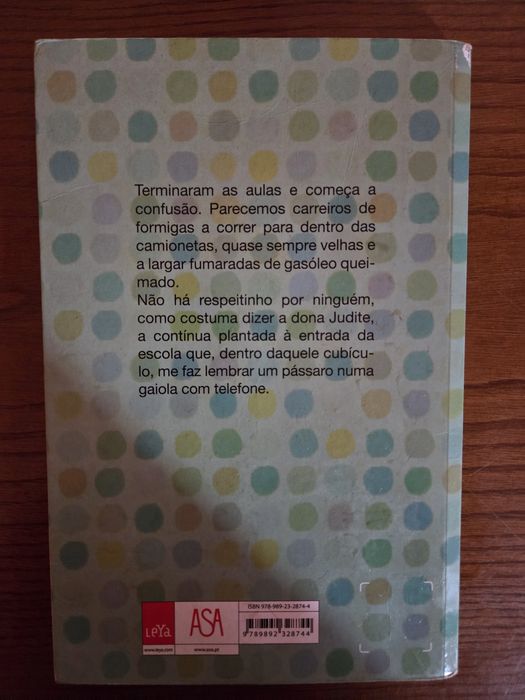 Terminaram as aulas e começa a
confusão. Parecemos carreiros de
formigas a correr para dentro das
camionetas, quase sempre velhas e
a largar fumaradas de gasóleo quei-
mado.
Não há respeitinho por ninguém,
como costuma dizer a dona Judite,
a contínua plantada à entrada da
escola que, dentro daquele cubícu-
lo, me faz lembrar um pássaro numa
gaiola com telefone.
ISBN 978-989-23-2874-4
LeYa
www.leya.com
ASA
www.asa.pt
9 789892 328744